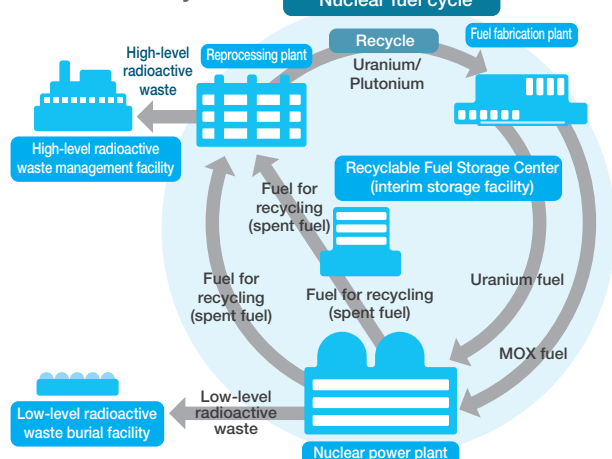 Nuclear fuel cycle
Fuel fabrication plant
Recycle
Uranium/
Plutonium
Reprocessing plant
High-level
radioactive
waste
High-level radioactive
waste management facility
Recyclable Fuel Storage Center
(interim storage facility)
Fuel for
recycling
(spent fuel)
Fuel for
recycling
(spent fuel)
Fuel for recycling
(spent fuel)
Uranium fuel
MOX fuel
Low-level
radioactive
waste
Low-level radioactive
waste burial facility
Nuclear power plant